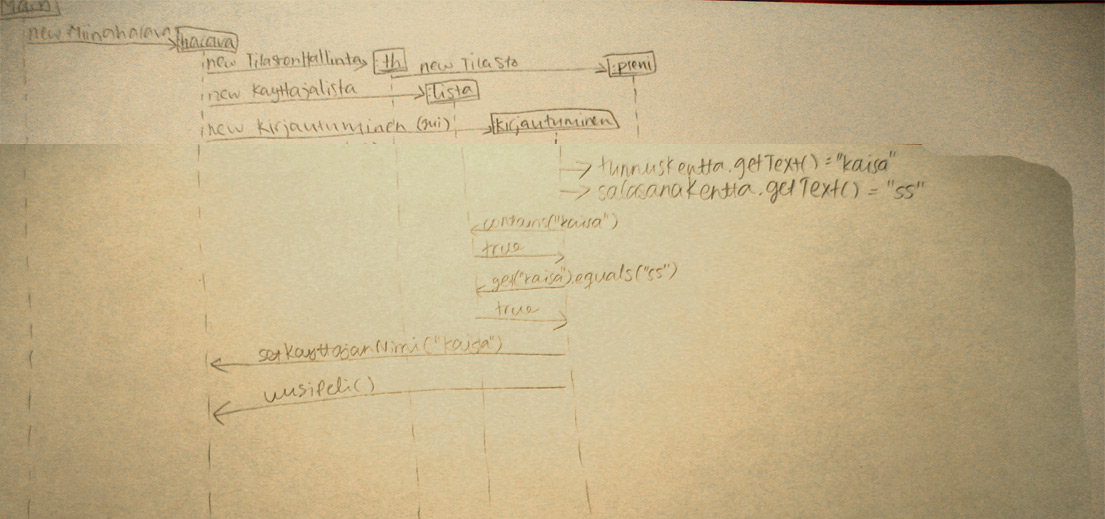 Main
new Miinaharava harava
new TilastonHallinta :th new Tilasto :pieni
new Kayttajalista :lista
new Kirjautuminen (gui) kirjautuminen
tunnuskentta.getText() = "kaisa"
salasanaKentta.getText() = "ss"
contains("kaisa")
true
get("kaisa").equals("ss")
true
setKayttajanNimi("kaisa")
uusiPeli()